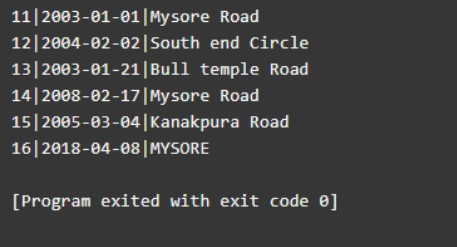 11|2003-01-01|Mysore Road
12|2004-02-02|South end Circle
13|2003-01-21|Bull temple Road
14|2008-02-17|Mysore Road
15|2005-03-04|Kanakpura Road
16|2018-04-08|MYSORE
[Program exited with exit code 0]